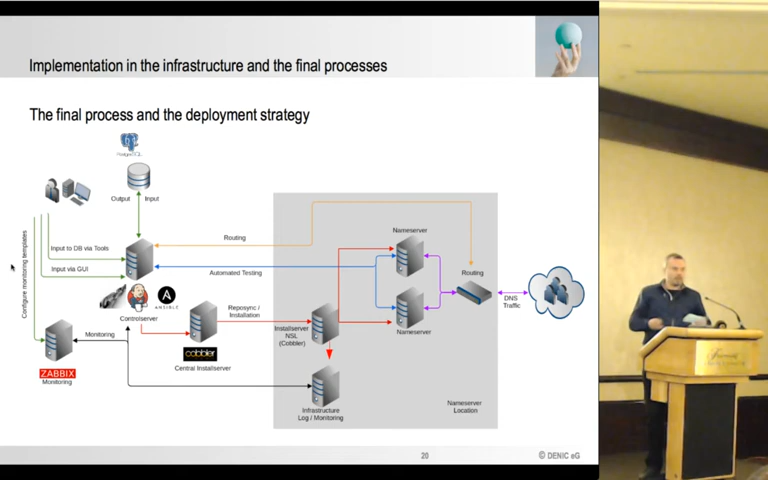 Implementation in the infrastructure and the final processes
The final process and the deployment strategy
PostgreSQL
Output
Input
Input to DB via Tools
Input via GUI
Configure monitoring templates
Routing
Automated Testing
Nameserver
Routing
DNS
Traffic
ANSIBLE
Controlserver
Reposync /
Installation
Installserver
NSL
(Cobbler)
Nameserver
Monitoring
cobbler
Central Installserver
ZABBIX
Monitoring
Infrastructure
Log / Monitoring
Nameserver
Location
20
© DENIC eG